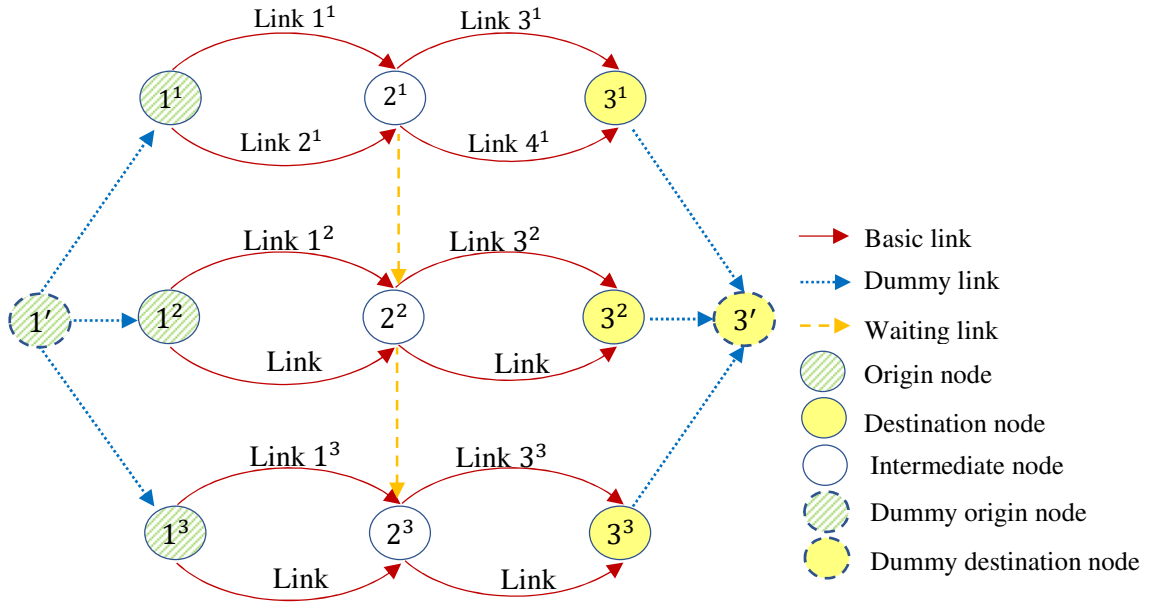 Link 1¹
Link 3¹
1¹
2¹
3¹
Link 2¹
Link 4¹
Link 1²
Link 3²
1′
1²
2²
3²
3′
Link
Link
Link 1³
Link 3³
1³
2³
3³
Link
Link
Basic link
Dummy link
Waiting link
Origin node
Destination node
Intermediate node
Dummy origin node
Dummy destination node